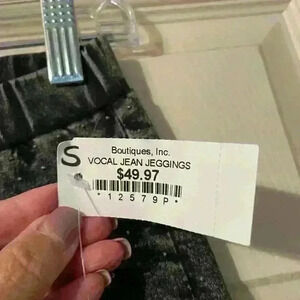 S
Boutiques, Inc.
VOCAL JEAN JEGGINGS
$49.97
*12579P*